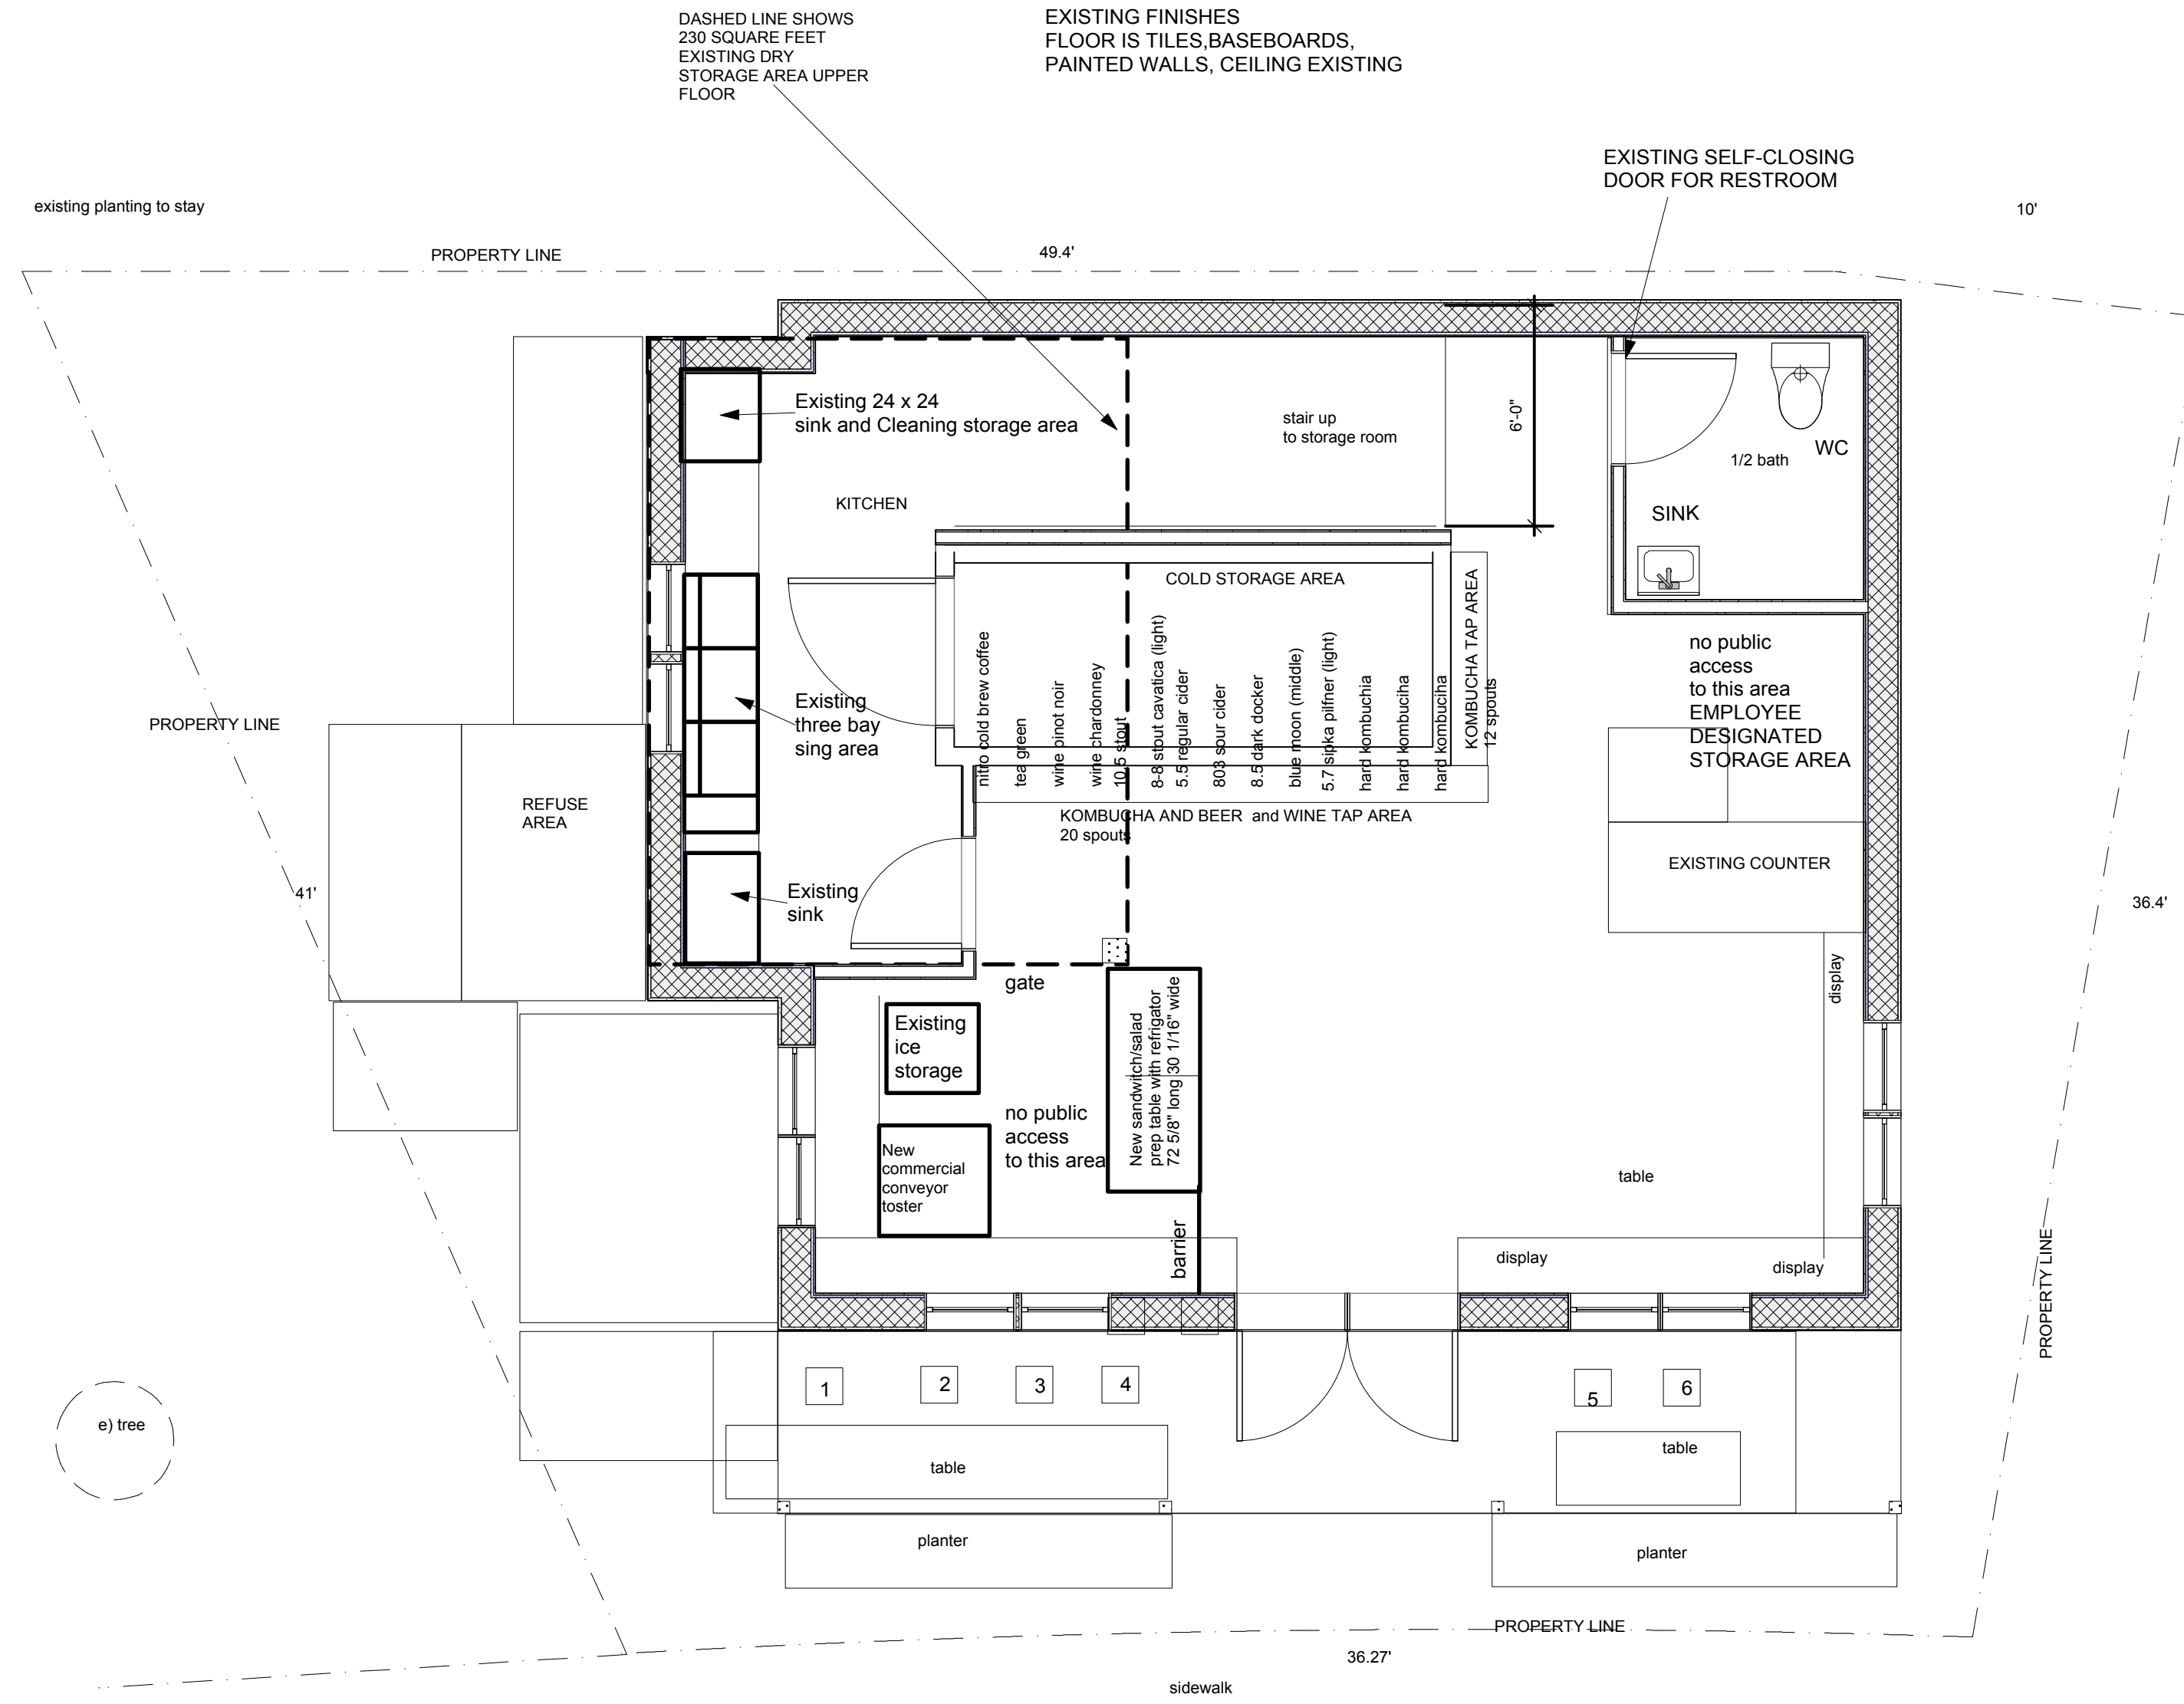 DASHED LINE SHOWS
230 SQUARE FEET
EXISTING DRY
STORAGE AREA UPPER
FLOOR
EXISTING FINISHES
FLOOR IS TILES,BASEBOARDS,
PAINTED WALLS, CEILING EXISTING
EXISTING SELF-CLOSING
DOOR FOR RESTROOM
existing planting to stay
10'
PROPERTY LINE
49.4'
Existing 24 x 24
sink and Cleaning storage area
stair up
to storage room
6'-0"
WC
1/2 bath
KITCHEN
SINK
COLD STORAGE AREA
KOMBUCHA TAP AREA
12 spouts
nitro cold brew coffee
tea green
wine pinot noir
wine chardonney
10.5 stout
8-8 stout cavatica (light)
5.5 regular cider
803 sour cider
8.5 dark docker
blue moon (middle)
5.7 sipka pilfner (light)
hard kombuchia
hard kombuciha
hard kombuciha
no public
access
to this area
EMPLOYEE
DESIGNATED
STORAGE AREA
Existing
three bay
sing area
PROPERTY LINE
REFUSE
AREA
KOMBUCHA AND BEER  and WINE TAP AREA
20 spouts
EXISTING COUNTER
41'
Existing
sink
36.4'
display
gate
Existing
ice
storage
New sandwitch/salad
prep table with refrigator
72 5/8" long 30 1/16" wide
no public
access
to this area
New
commercial
conveyor
toster
table
barrier
display
display
PROPERTY LINE
1
2
3
4
5
6
e) tree
table
table
planter
planter
PROPERTY LINE
36.27'
sidewalk